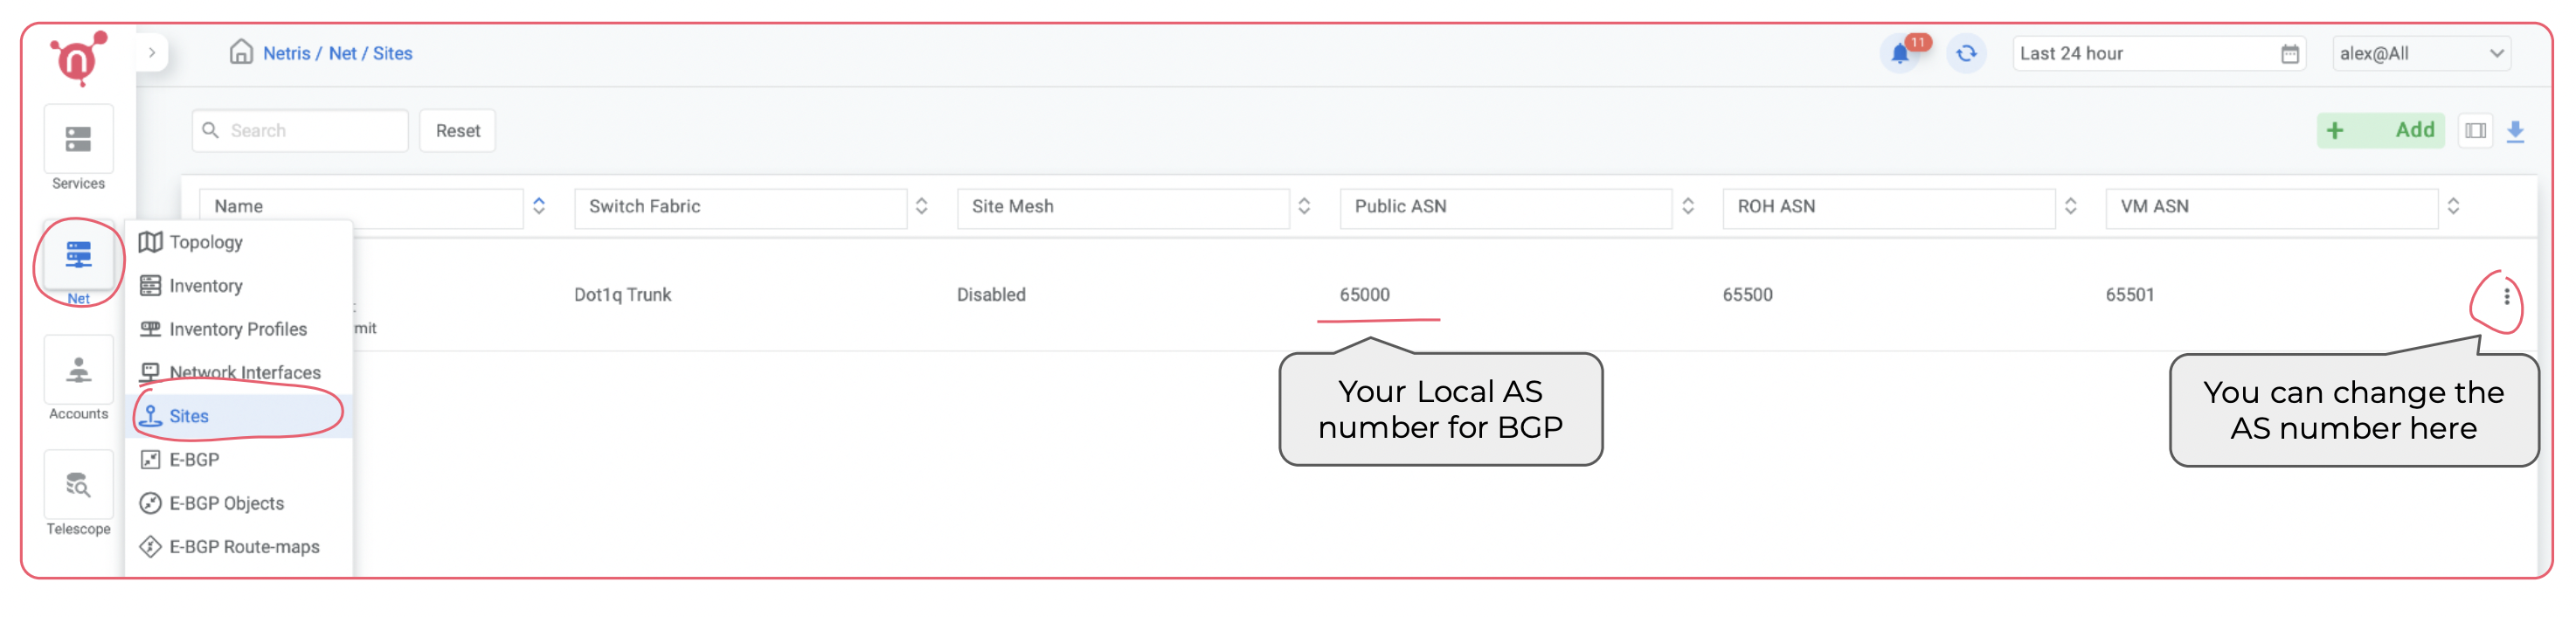 Netris / Net / Sites
11
Last 24 hour
alex@All
Search
Reset
+ Add
Services
Name
Switch Fabric
Site Mesh
Public ASN
ROH ASN
VM ASN
Net
Topology
Inventory
Inventory Profiles
Network Interfaces
Sites
E-BGP
E-BGP Objects
E-BGP Route-maps
mit
Dot1q Trunk
Disabled
65000
65500
65501
Your Local AS
number for BGP
You can change the
AS number here
Accounts
Telescope